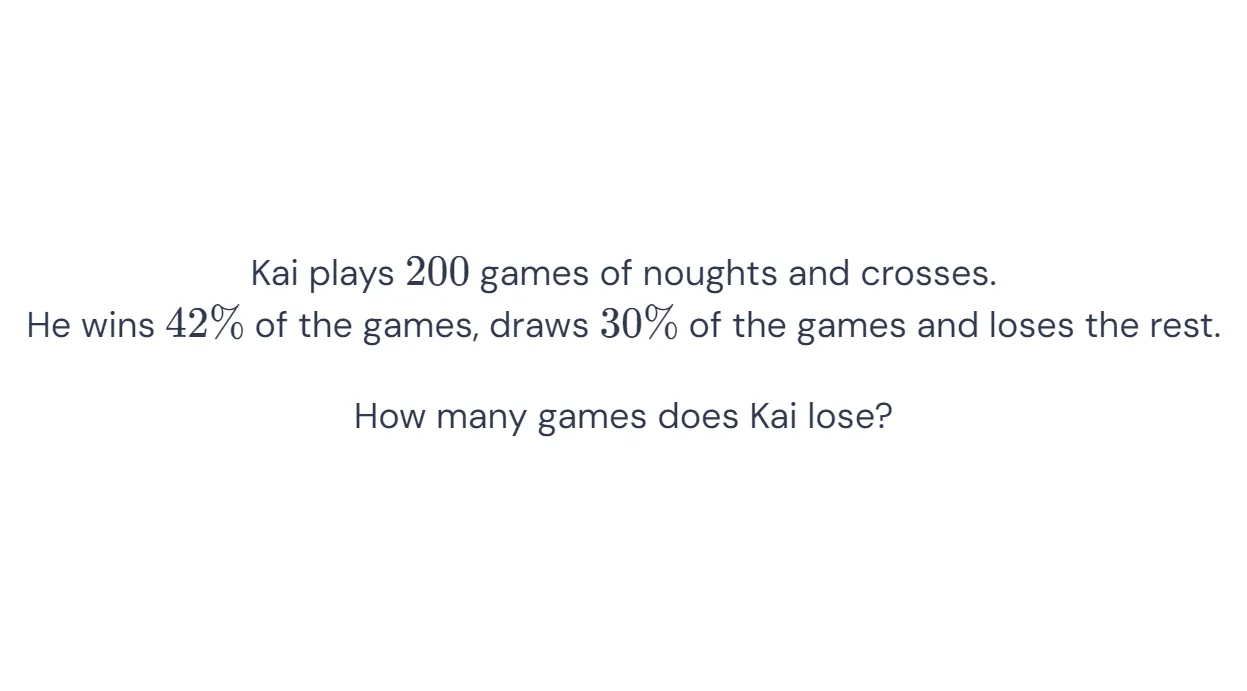 Kai plays 200 games of noughts and crosses.
He wins 42% of the games, draws 30% of the games and loses the rest.
How many games does Kai lose?